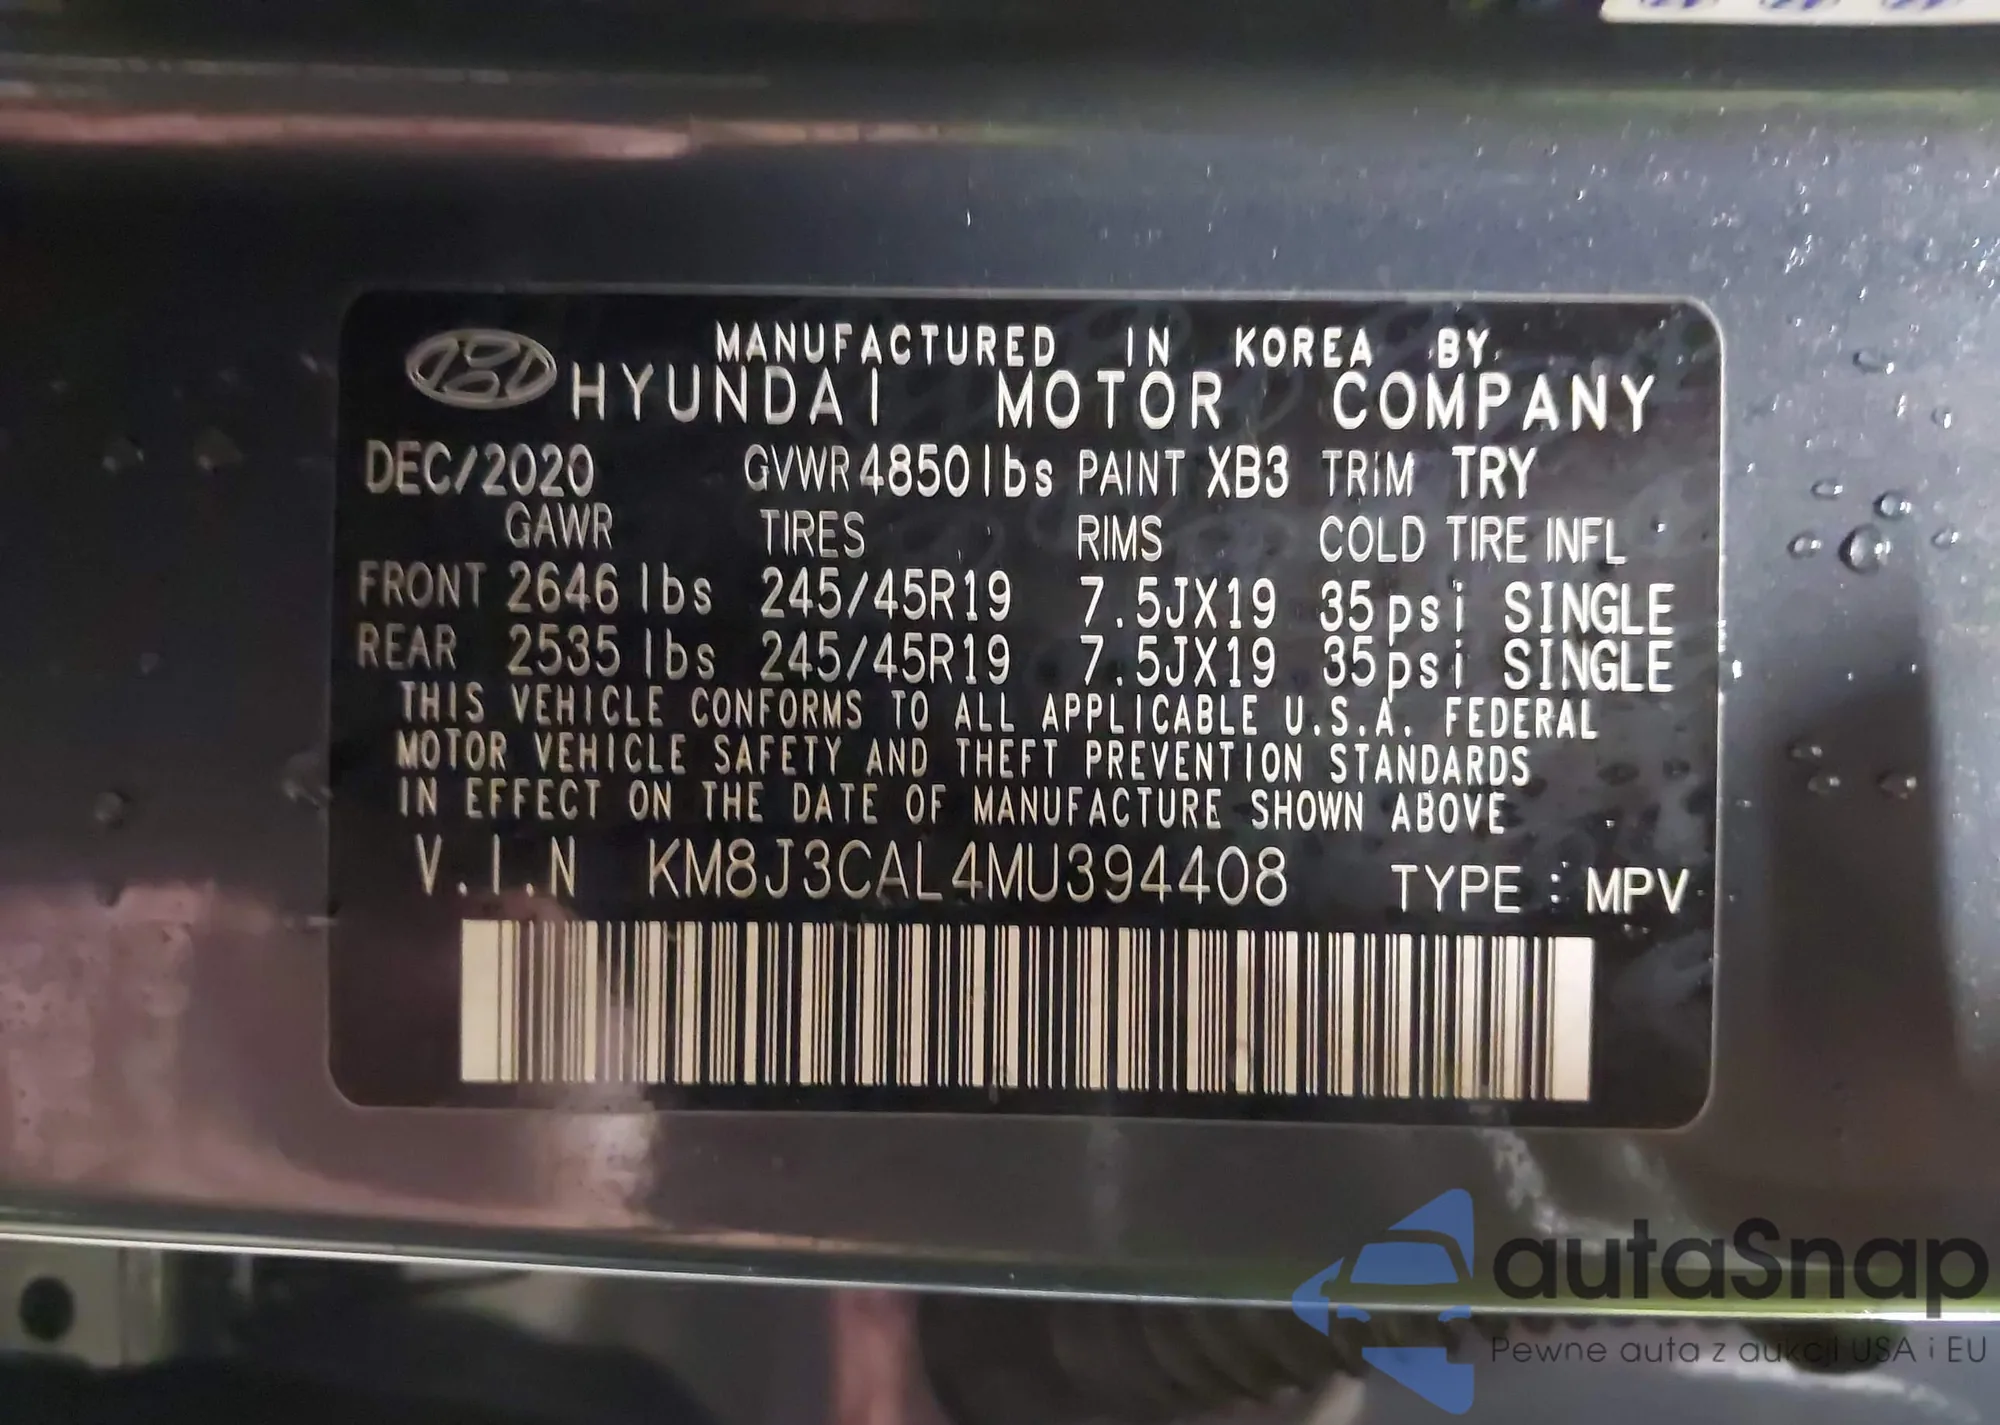 MANUFACTURED IN KOREA BY
HYUNDAI MOTOR COMPANY
DEC/2020 GVWR 4850lbs PAINT XB3 TRIM TRY
GAWR TIRES RIMS COLD TIRE INFL
FRONT 2646 lbs 245/45R19 7.5JX19 35psi SINGLE
REAR 2535 lbs 245/45R19 7.5JX19 35psi SINGLE
THIS VEHICLE CONFORMS TO ALL APPLICABLE U.S.A. FEDERAL
MOTOR VEHICLE SAFETY AND THEFT PREVENTION STANDARDS
IN EFFECT ON THE DATE OF MANUFACTURE SHOWN ABOVE
V.I.N KM8J3CAL4MU394408 TYPE : MPV
autaSnap
Pewne auta z aukcji USA i EU